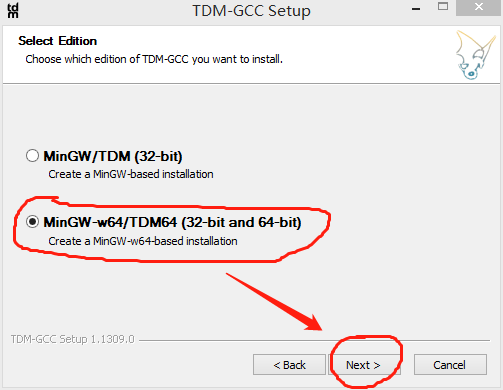 tdm
TDM-GCC Setup
Select Edition
Choose which edition of TDM-GCC you want to install.
MinGW/TDM (32-bit)
Create a MinGW-based installation
MinGW-w64/TDM64 (32-bit and 64-bit)
Create a MinGW-w64-based installation
TDM-GCC Setup 1.1309.0
< Back
Next >
Cancel